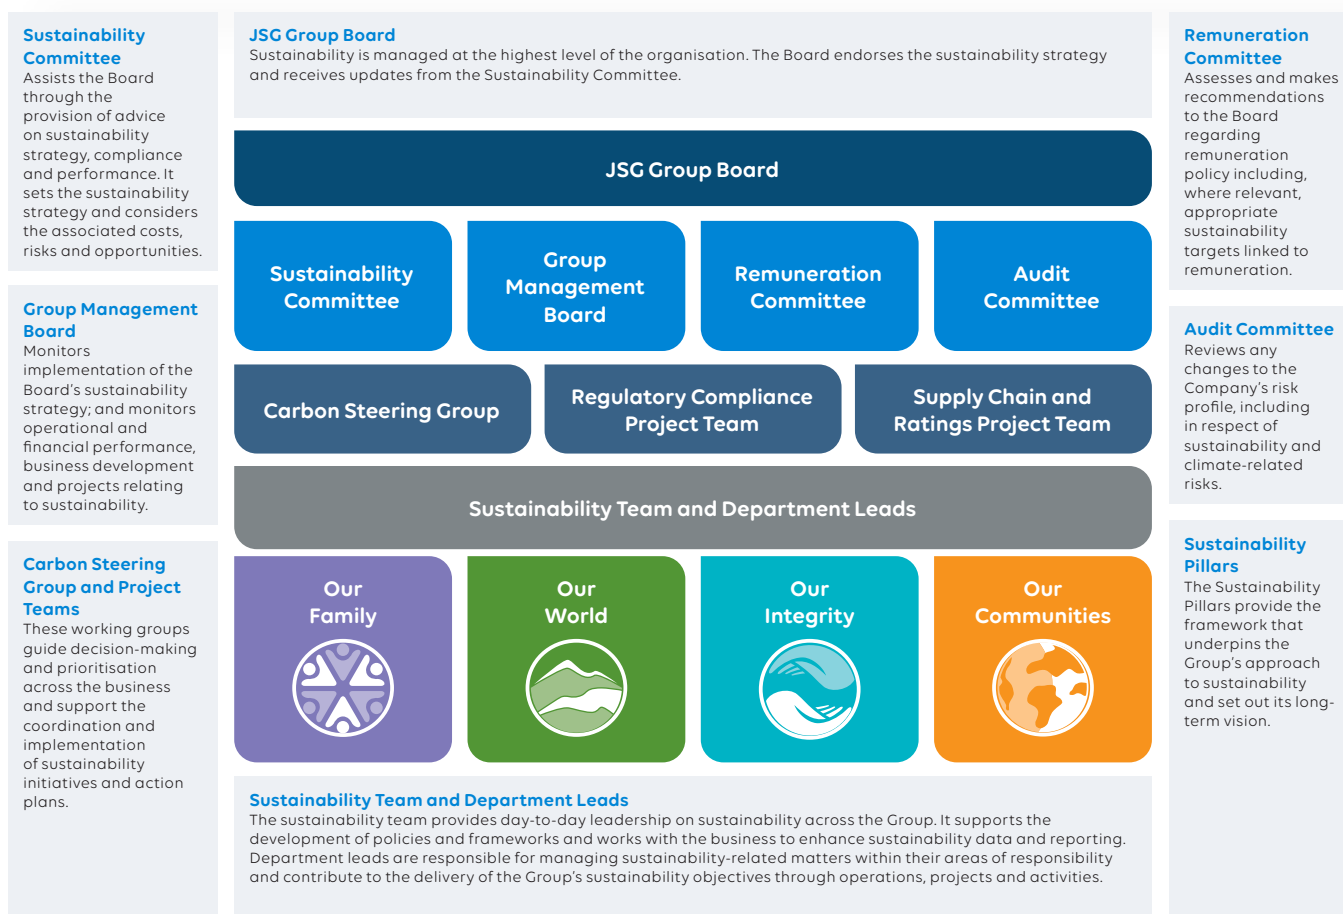 Sustainability
Committee
Assists the Board
through the
provision of advice
on sustainability
strategy, compliance
and performance. It
sets the sustainability
strategy and considers
the associated costs,
risks and opportunities.
Group Management
Board
Monitors
implementation of the
Board's sustainability
strategy; and monitors
operational and
financial performance,
business development
and projects relating
to sustainability.
Carbon Steering
Group and Project
Teams
These working groups
guide decision-making
and prioritisation
across the business
and support the
coordination and
implementation
of sustainability
initiatives and action
plans.
JSG Group Board
Sustainability is managed at the highest level of the organisation. The Board endorses the sustainability strategy
and receives updates from the Sustainability Committee.
JSG Group Board
Sustainability
Committee
Group
Management
Board
Remuneration
Committee
Audit
Committee
Carbon Steering Group
Regulatory Compliance
Project Team
Supply Chain and
Ratings Project Team
Sustainability Team and Department Leads
Our
Family
Our
World
Our
Integrity
Our
Communities
Sustainability Team and Department Leads
The sustainability team provides day-to-day leadership on sustainability across the Group. It supports the
development of policies and frameworks and works with the business to enhance sustainability data and reporting.
Department leads are responsible for managing sustainability-related matters within their areas of responsibility
and contribute to the delivery of the Group's sustainability objectives through operations, projects and activities.
Remuneration
Committee
Assesses and makes
recommendations
to the Board
regarding
remuneration
policy including,
where relevant,
appropriate
sustainability
targets linked to
remuneration.
Audit Committee
Reviews any
changes to the
Company's risk
profile, including
in respect of
sustainability and
climate-related
risks.
Sustainability
Pillars
The Sustainability
Pillars provide the
framework that
underpins the
Group's approach
to sustainability
and set out its long-
term vision.